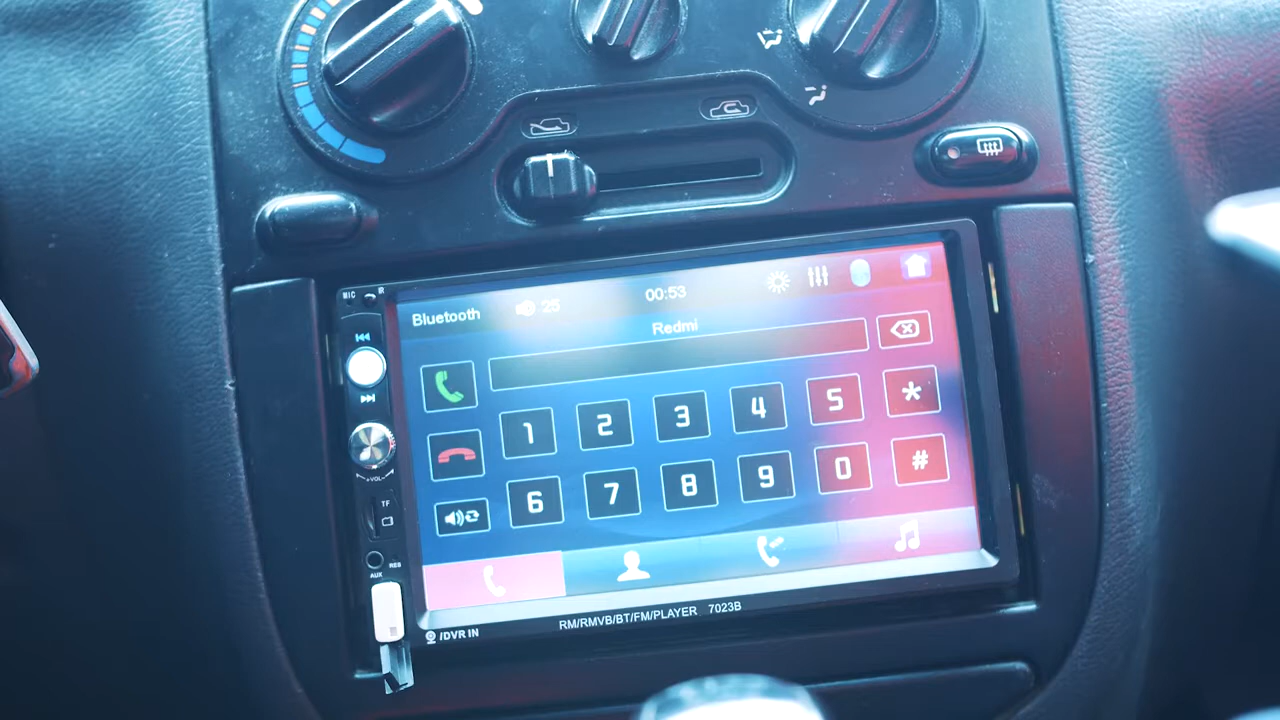 MIC
IR
Bluetooth
25
00:53
Redmi
1 2 3 4 5 *
6 7 8 9 0 #
-VOL+
TF
RES
AUX
/DVR IN
RM/RMVB/BT/FM/PLAYER 7023B